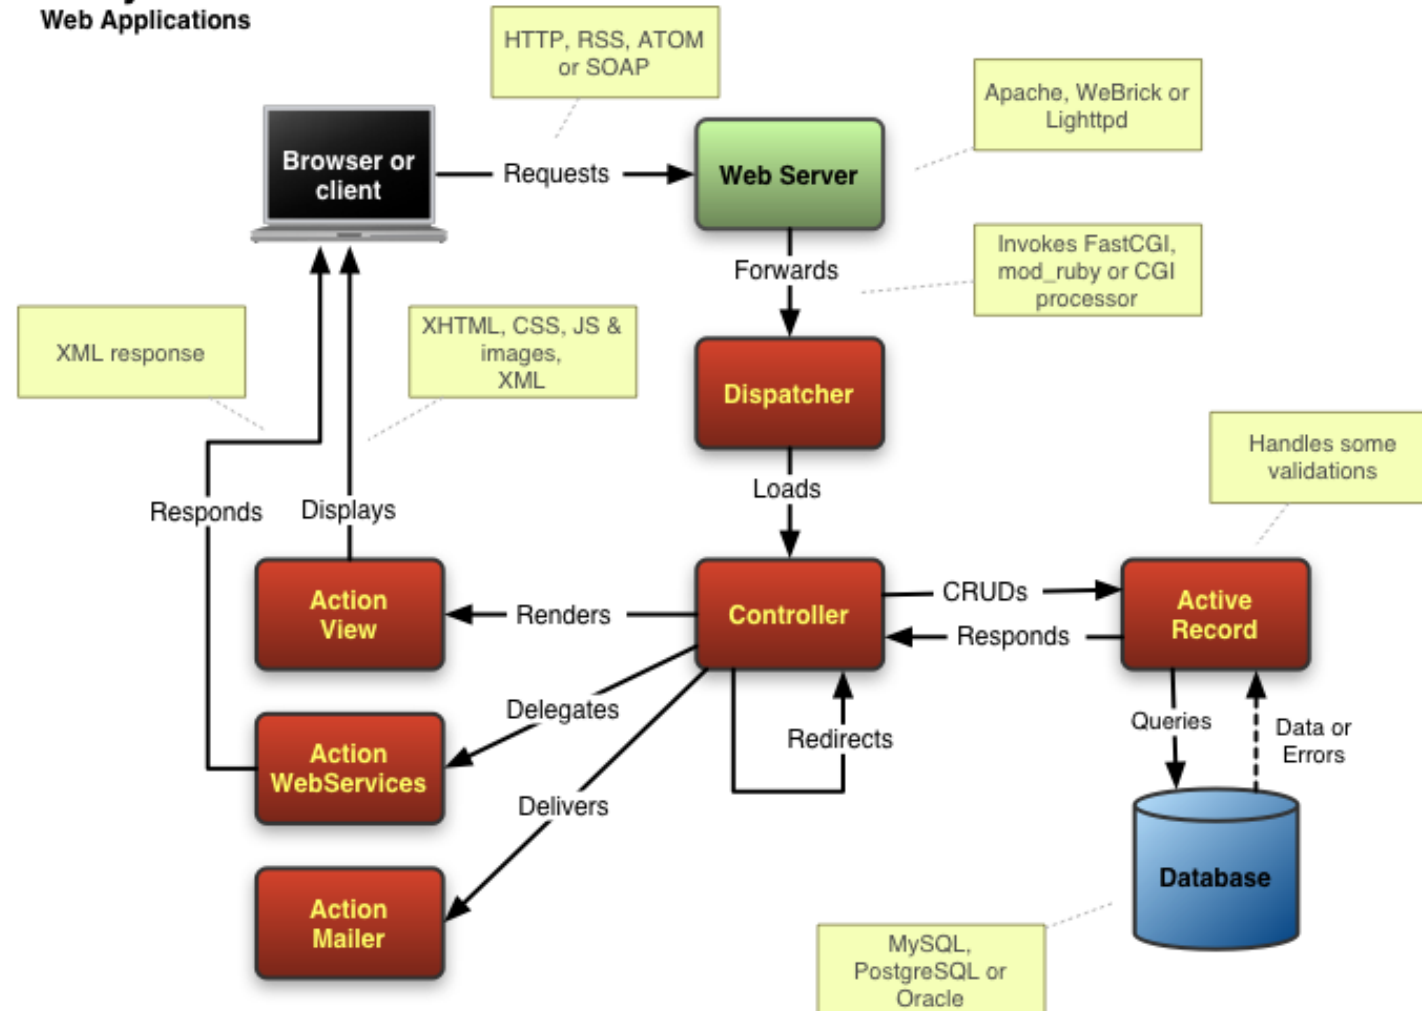 Web Applications
HTTP, RSS, ATOM
or SOAP
Apache, WeBrick or
Lighttpd
Browser or
client
Requests
Web Server
Invokes FastCGI,
mod_ruby or CGI
processor
Forwards
XML response
XHTML, CSS, JS &
images,
XML
Dispatcher
Handles some
validations
Loads
Responds
Displays
Action
View
Renders
Controller
CRUDs
Responds
Active
Record
Delegates
Redirects
Queries
Data or
Errors
Action
WebServices
Delivers
Database
Action
Mailer
MySQL,
PostgreSQL or
Oracle